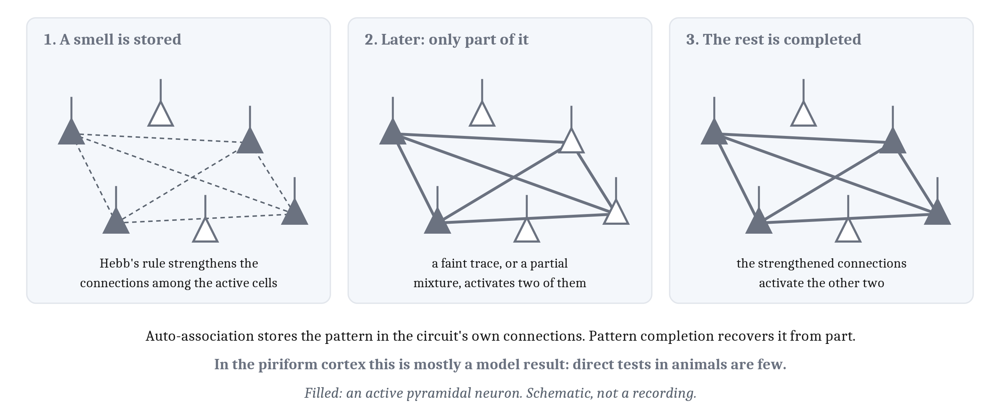 1. A smell is stored
Hebb's rule strengthens the
connections among the active cells
2. Later: only part of it
a faint trace, or a partial
mixture, activates two of them
3. The rest is completed
the strengthened connections
activate the other two
Auto-association stores the pattern in the circuit's own connections. Pattern completion recovers it from part.
In the piriform cortex this is mostly a model result: direct tests in animals are few.
Filled: an active pyramidal neuron. Schematic, not a recording.